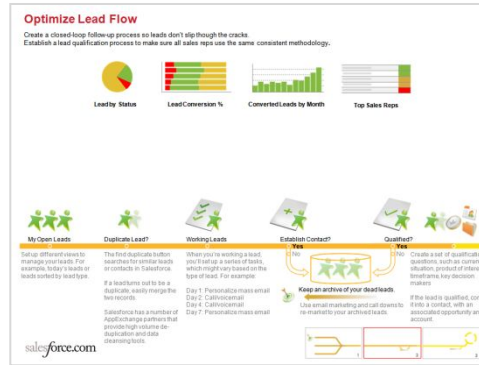 Optimize Lead Flow
Create a closed-loop follow-up process so leads don't slip though the cracks.
Establish a lead qualification process to make sure all sales reps use the same consistent methodology.
Lead by Status
Lead Conversion %
Converted Leads by Month
Top Sales Reps
My Open Leads
Duplicate Lead?
Working Leads
Establish Contact?
Qualified?
Yes
Yes
No
No
Set up different views to
manage your leads. For
example, today's leads or
leads sorted by lead type.
The find duplicate button
searches for similar leads
or contacts in Salesforce.
If a lead turns out to be a
duplicate, easily merge the
two records.
Salesforce has a number of
AppExchange partners that
provide high volume de-
duplication and data
cleansing tools
When you're working a lead,
you'll set up a series of tasks,
which might vary based on the
type of lead. For example:
Day 1: Personalize mass email
Day 2: Call/voicemail
Day 4: Call/voicemail
Day 7: Personalize mass email
Keep an archive of your dead leads.
Use email marketing and call downs to
re-market to your archived leads.
Create a set of qualificati
questions, such as curren
situation, product of intere
timeframe, key decision
makers
If the lead is qualified, con
it into a contact, with an
associated opportunity an
account.
salesforce.com
1
2